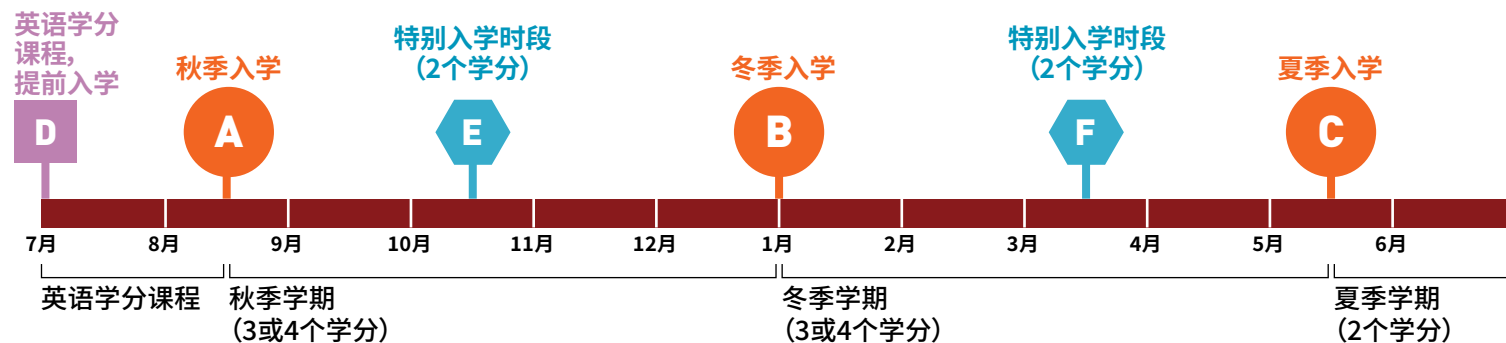 英语学分
课程,
提前入学
D
秋季入学
A
特别入学时段
（2个学分）
E
冬季入学
B
特别入学时段
（2个学分）
F
夏季入学
C
7月 8月 9月 10月 11月 12月 1月 2月 3月 4月 5月 6月
英语学分课程
秋季学期
（3或4个学分）
冬季学期
（3或4个学分）
夏季学期
（2个学分）